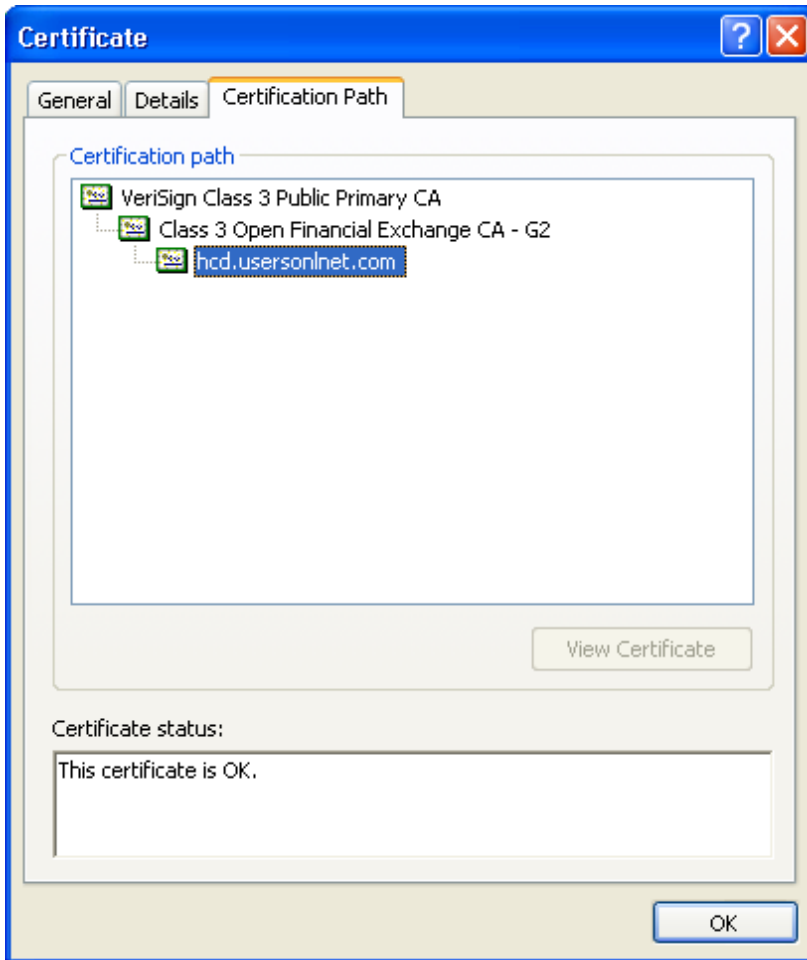 Certificate
General Details Certification Path
Certification path
VeriSign Class 3 Public Primary CA
Class 3 Open Financial Exchange CA - G2
hcd.usersonlnet.com
View Certificate
Certificate status:
This certificate is OK.
OK